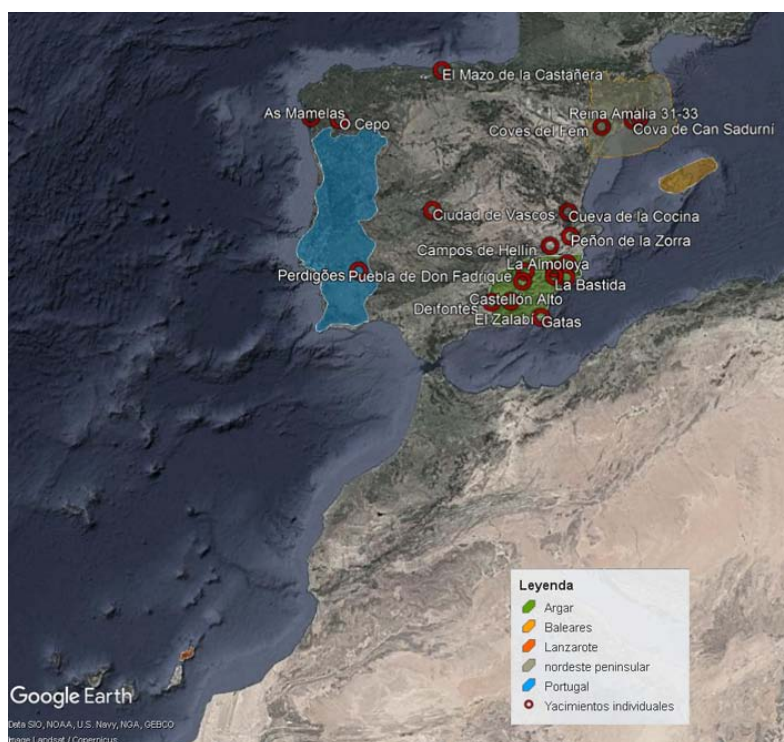 El Mazo de la Castañera
As Mamelas
O Cepo
Reina Amàlia 31-33
Coves del Fem
Cova de Can Sadurní
Ciudad de Vascos
Cueva de la Cocina
Peñón de la Zorra
Campos de Hellín
La Almoloya
Perdigões
Puebla de Don Fadrique
La Bastida
Castellón Alto
Deifontes
El Zalabí
Gatas
Leyenda
Argar
Baleares
Lanzarote
nordeste peninsular
Portugal
Yacimientos individuales
Google Earth
Data SIO, NOAA, U.S. Navy, NGA, GEBCO
Image Landsat / Copernicus